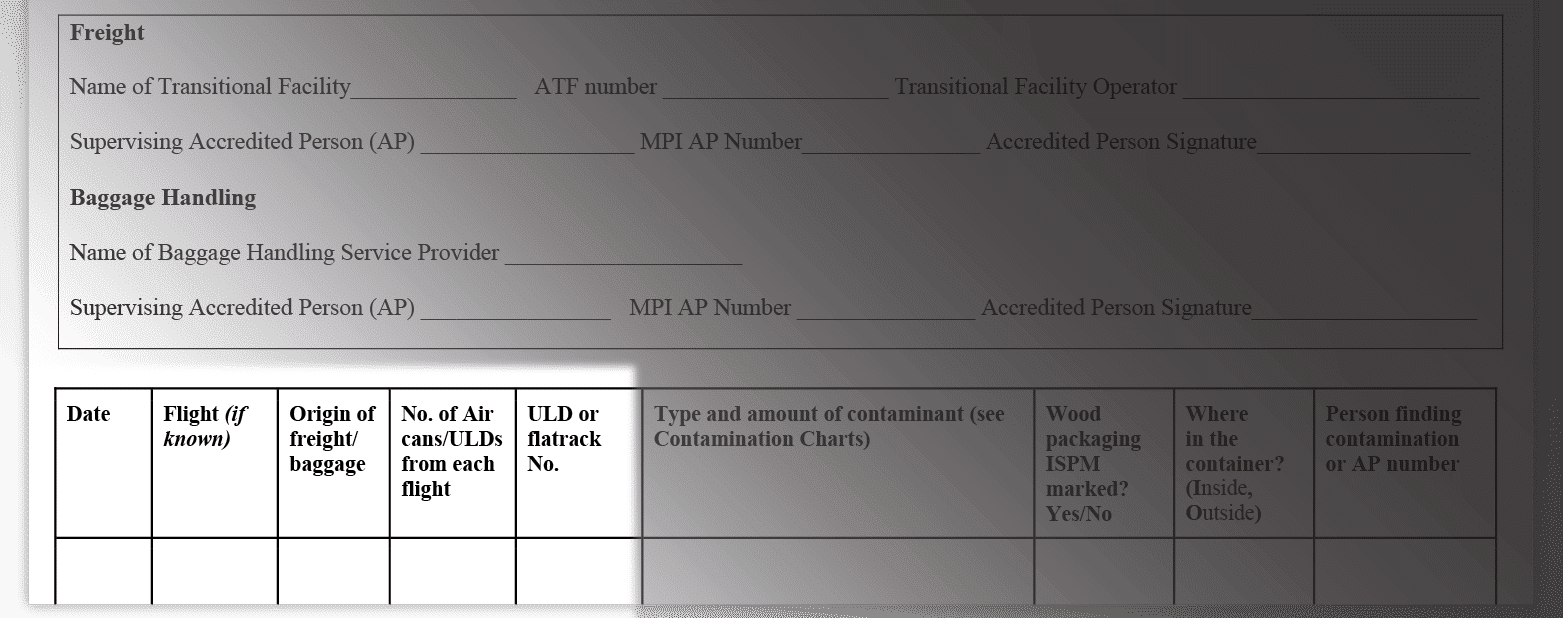 Freight
Name of Transitional Facility______________ ATF number ___________________ Transitional Facility Operator _________________________
Supervising Accredited Person (AP) __________________ MPI AP Number_______________ Accredited Person Signature__________________
Baggage Handling
Name of Baggage Handling Service Provider ____________________
Supervising Accredited Person (AP) ________________ MPI AP Number _______________ Accredited Person Signature___________________
Date
Flight (if
known)
Origin of
freight/
baggage
No. of Air
cans/ULDs
from each
flight
ULD or
flatrack
No.
Type and amount of contaminant (see
Contamination Charts)
Wood
packaging
ISPM
marked?
Yes/No
Where
in the
container?
(Inside,
Outside)
Person finding
contamination
or AP number